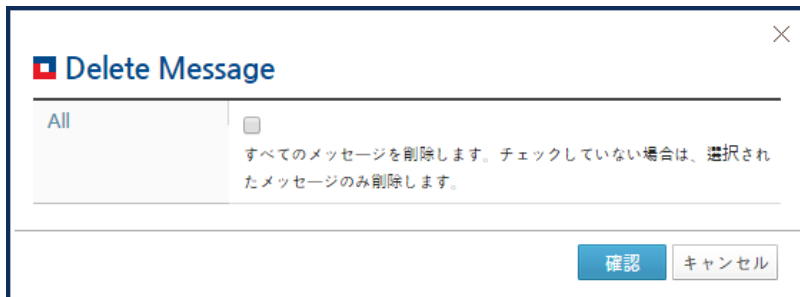 Delete Message
All
すべてのメッセージを削除します。チェックしていない場合は、選択され
たメッセージのみ削除します。
確認 キャンセル